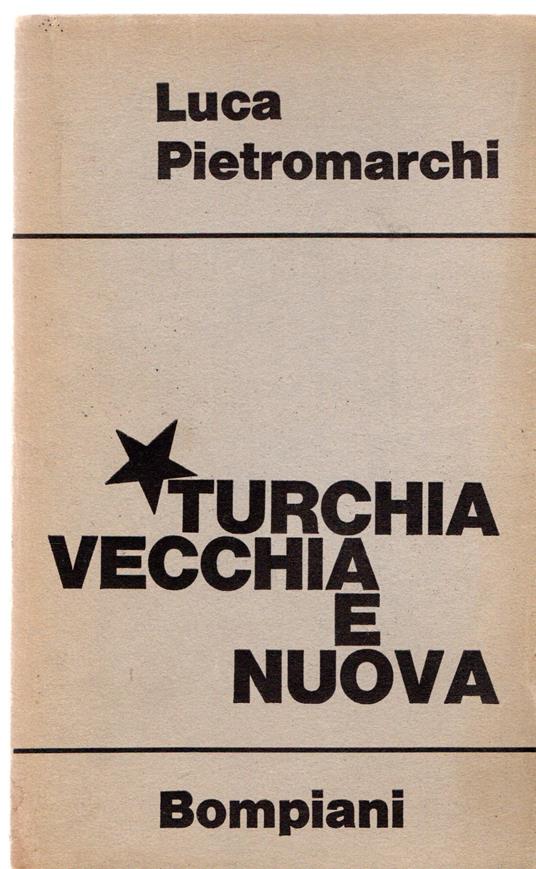 Luca
Pietromarchi
TURCHIA
VECCHIA
E
NUOVA
Bompiani